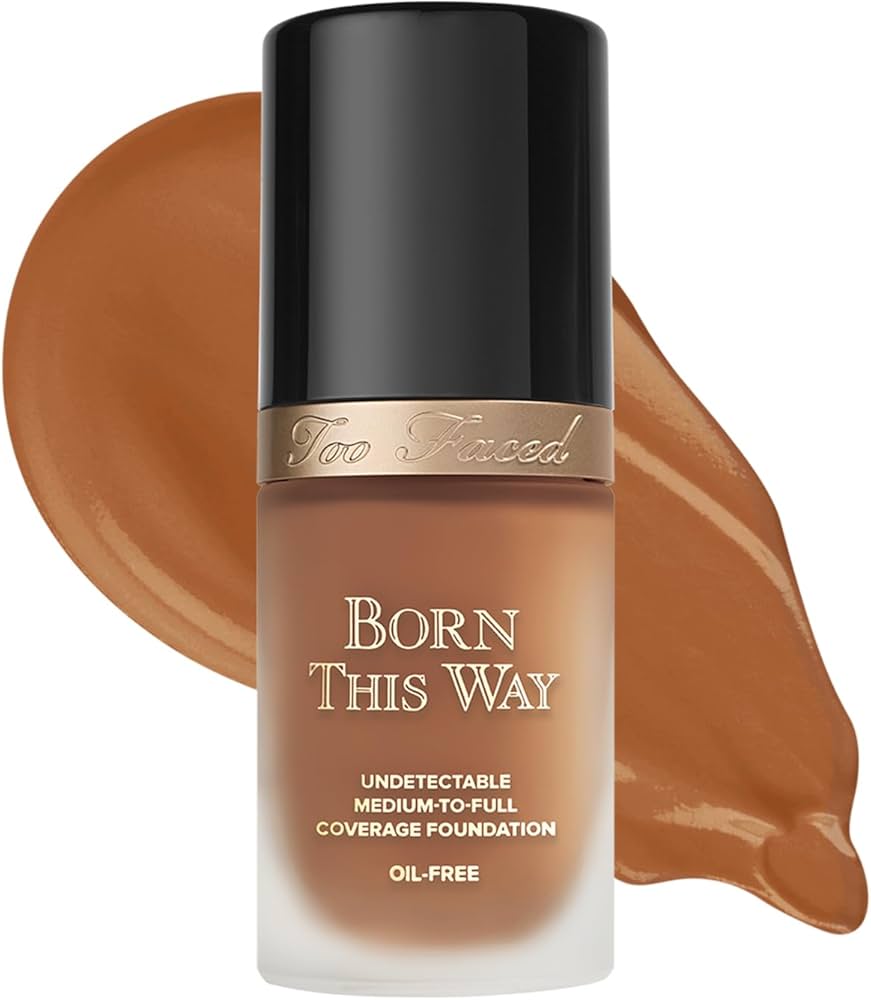 Too Faced
BORN
THIS WAY
UNDETECTABLE
MEDIUM-TO-FULL
COVERAGE FOUNDATION
OIL-FREE